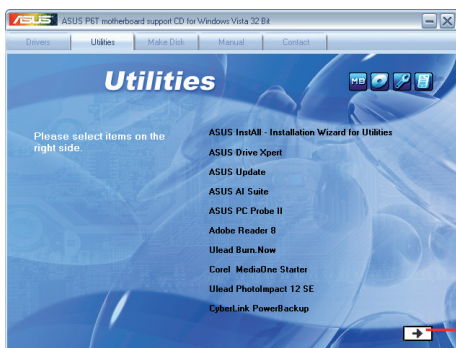 ASUS ASUS P6T motherboard support CD for Windows Vista 32 Bit
Drivers Utilities Make Disk Manual Contact
Utilities
MB
Please select items on the
right side.
ASUS InstAll - Installation Wizard for Utilities
ASUS Drive Xpert
ASUS Update
ASUS AI Suite
ASUS PC Probe II
Adobe Reader 8
Ulead Burn.Now
Corel MediaOne Starter
Ulead PhotoImpact 12 SE
CyberLink PowerBackup